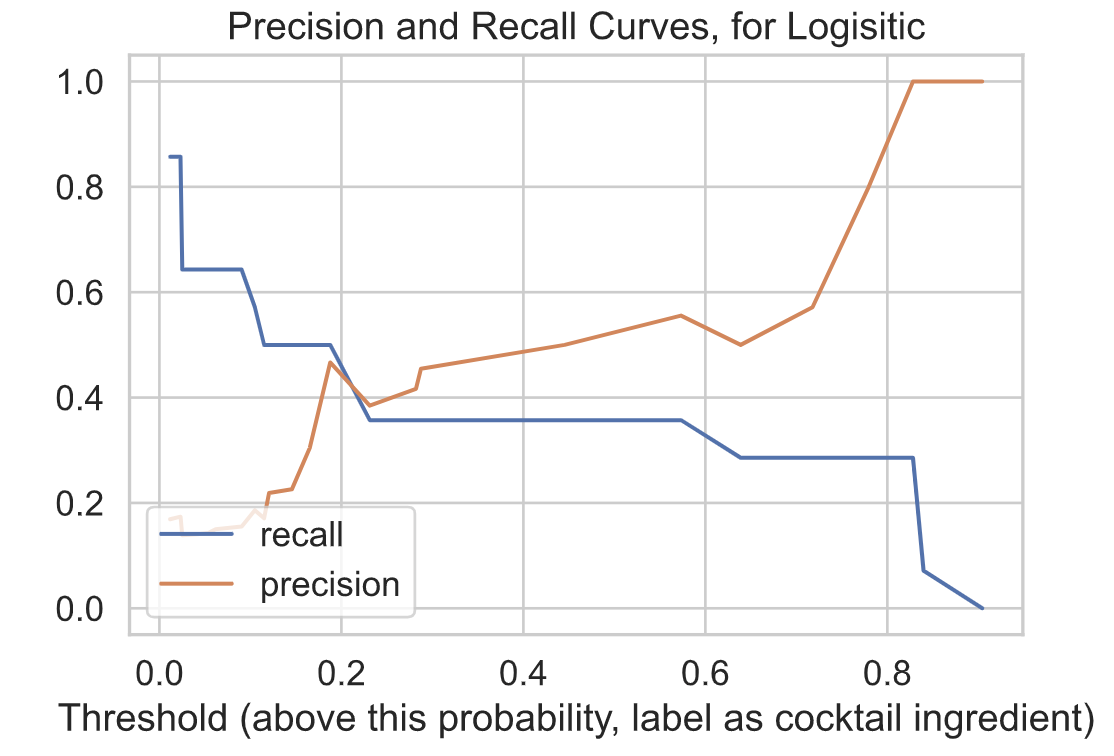 Precision and Recall Curves, for Logisitic
1.0
0.8
0.6
0.4
0.2
0.0
recall
precision
0.0 0.2 0.4 0.6 0.8
Threshold (above this probability, label as cocktail ingredient)